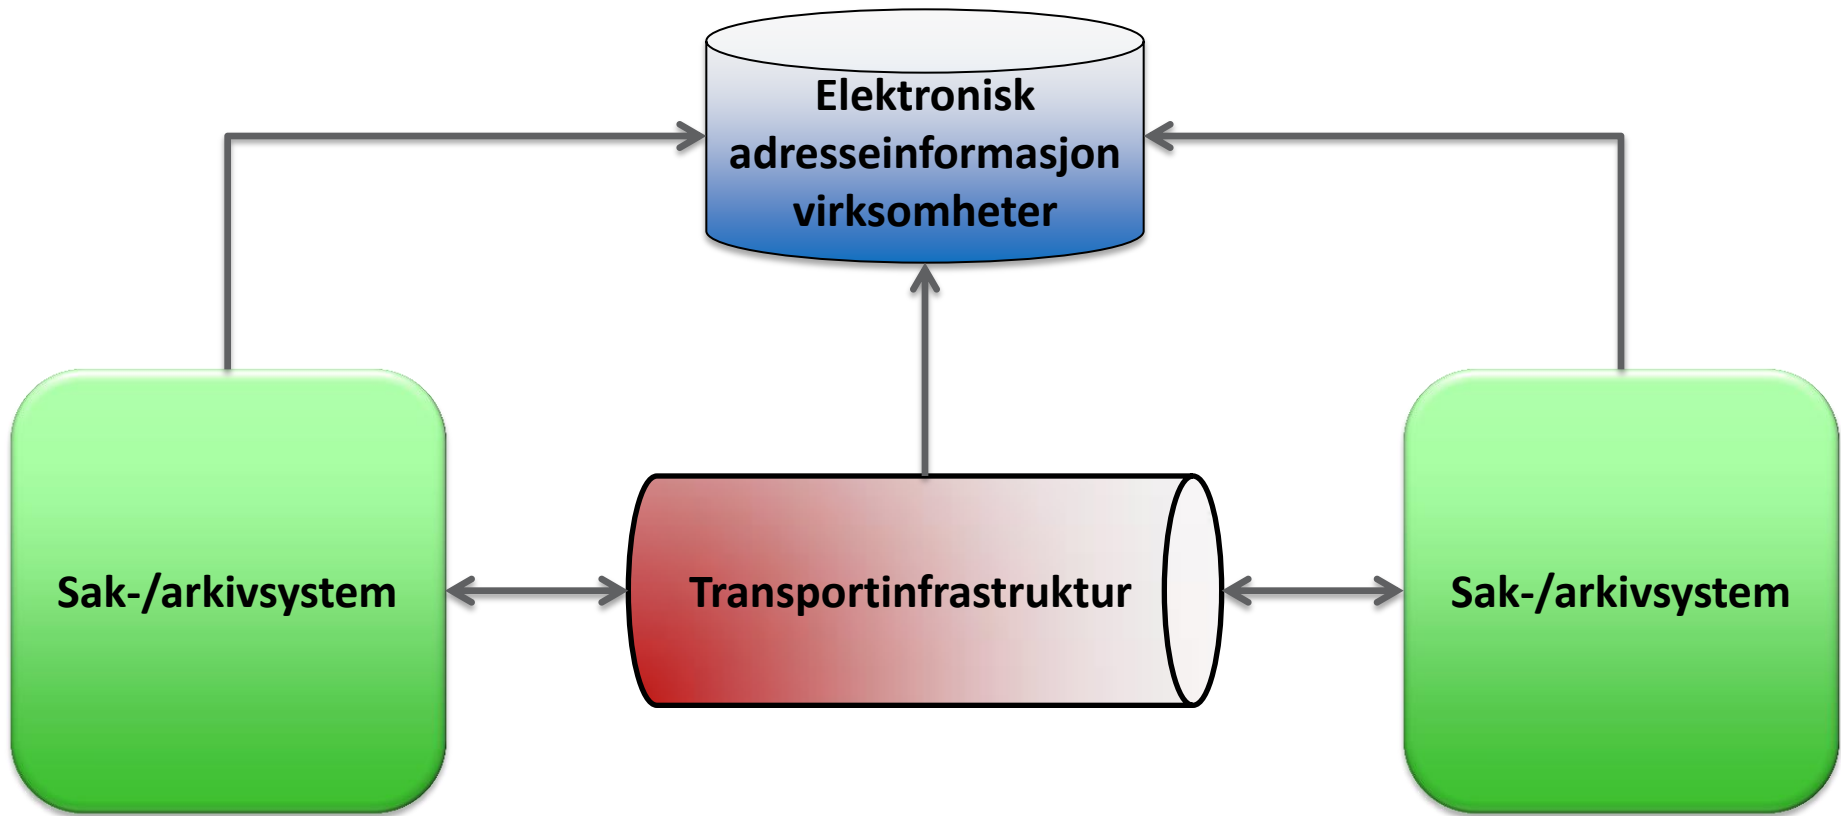 Elektronisk
adresseinformasjon
virksomheter
Sak-/arkivsystem
Transportinfrastruktur
Sak-/arkivsystem